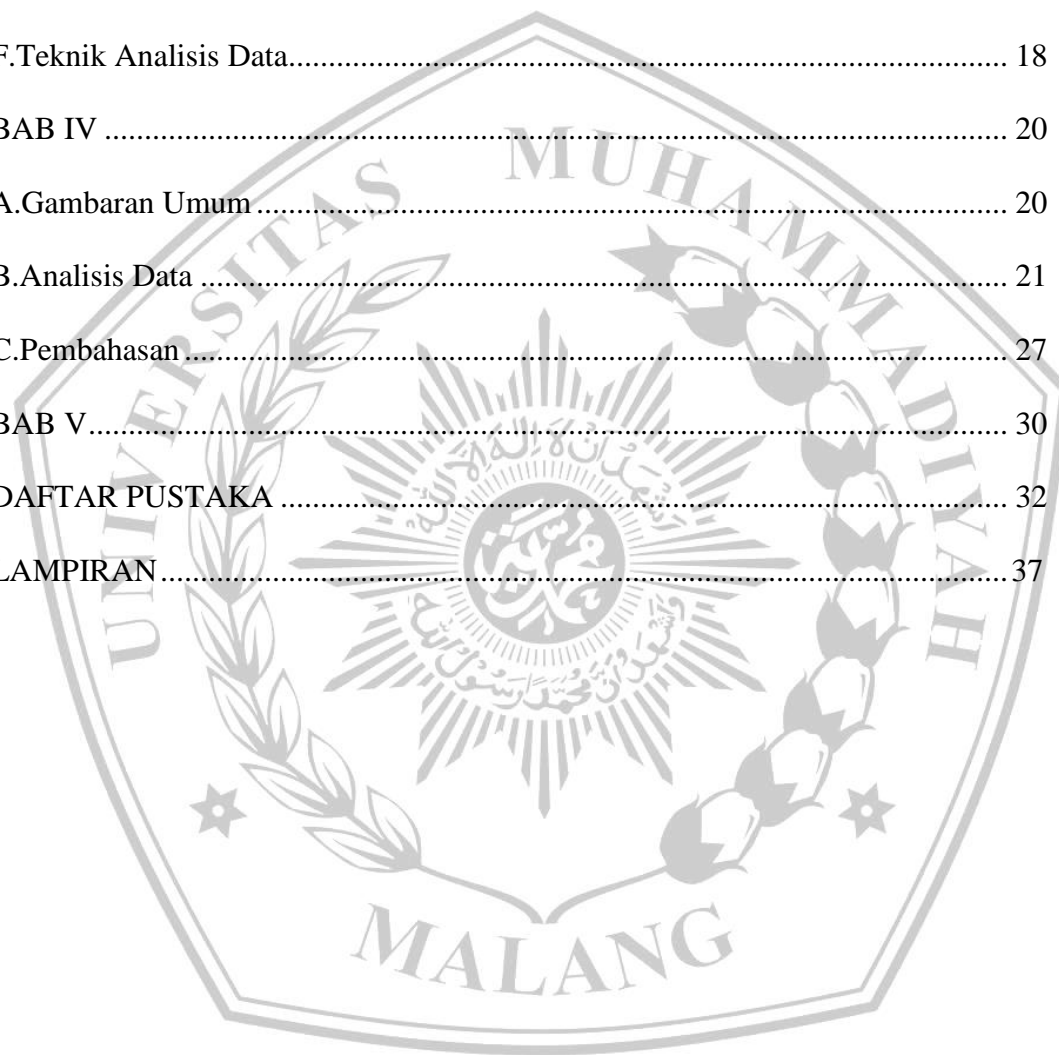 F.Teknik Analisis Data.......................................................................................... 18
BAB IV ................................................................................................................. 20
A.Gambaran Umum .............................................................................................. 20
B.Analisis Data ..................................................................................................... 21
C.Pembahasan ....................................................................................................... 27
BAB V................................................................................................................... 30
DAFTAR PUSTAKA ........................................................................................... 32
LAMPIRAN.......................................................................................................... 37
UNIVERSITAS MUHAMMADIYAH
MALANG